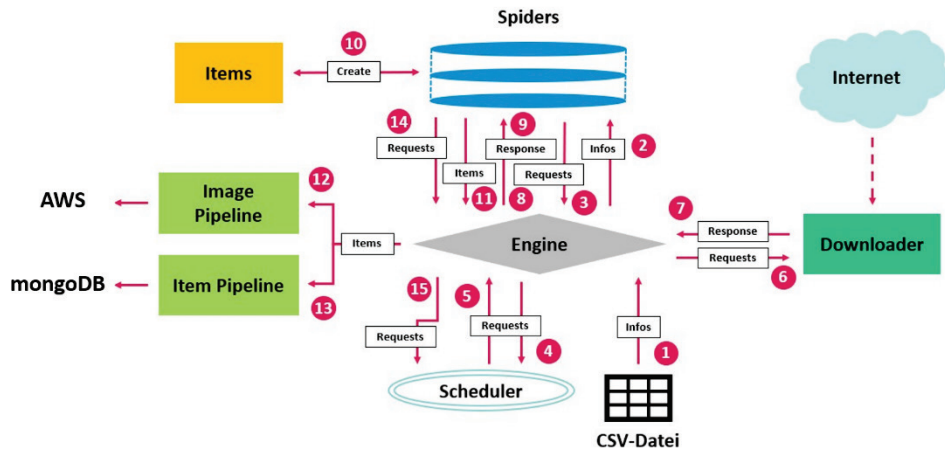 Spiders
10
Items
Create
Internet
14
9
Requests
Response
Infos
2
Items
Requests
12
11
8
3
AWS
Image
Pipeline
7
Response
Items
Engine
Downloader
Requests
6
mongoDB
Item Pipeline
13
15
5
Requests
Requests
4
Infos
1
Scheduler
CSV-Datei